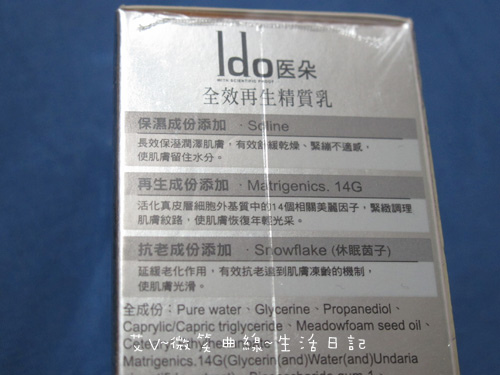 Ido医朵
WITH SCIENTIFIC PROOF
全效再生精質乳
保濕成份添加 · Soline
長效保溼潤澤肌膚，有效舒緩乾燥、緊繃不適感，
使肌膚留住水分。
再生成份添加 · Matrigenics. 14G
活化真皮層細胞外基質中的14個相關美麗因子，緊緻調理
肌膚紋路，使肌膚恢復年輕光采。
抗老成份添加 · Snowflake (休眠茵子)
延緩老化作用，有效抗老達到肌膚凍齡的機制，
使肌膚光滑。
全成份：Pure water、Glycerine、Propanediol、
Caprylic/Capric triglyceride、Meadowfoam seed oil、
艾V~微笑曲線~生活日記
Matrigenics.14G(Glycerin(and)Water(and)Undaria